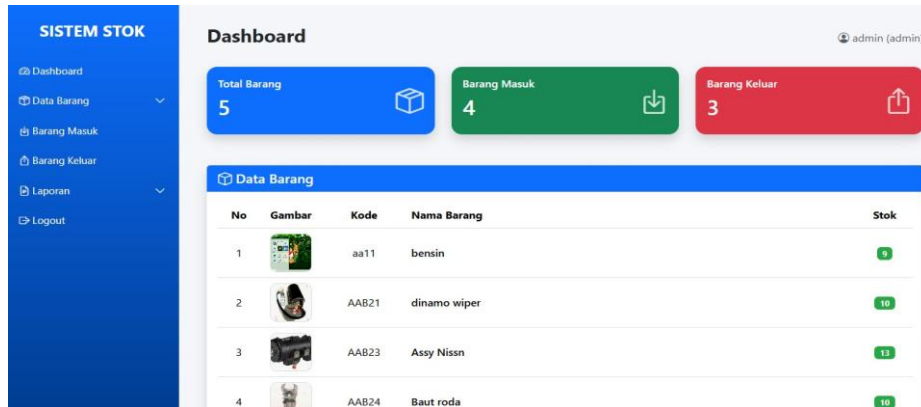 SISTEM STOK
Dashboard
Data Barang
Barang Masuk
Barang Keluar
Laporan
Logout
Dashboard
admin (admin)
Total Barang
5
Barang Masuk
4
Barang Keluar
3
Data Barang
No Gambar Kode Nama Barang Stok
1 aa11 bensin 9
2 AAB21 dinamo wiper 10
3 AAB23 Assy Nissn 13
4 AAB24 Baut roda 10